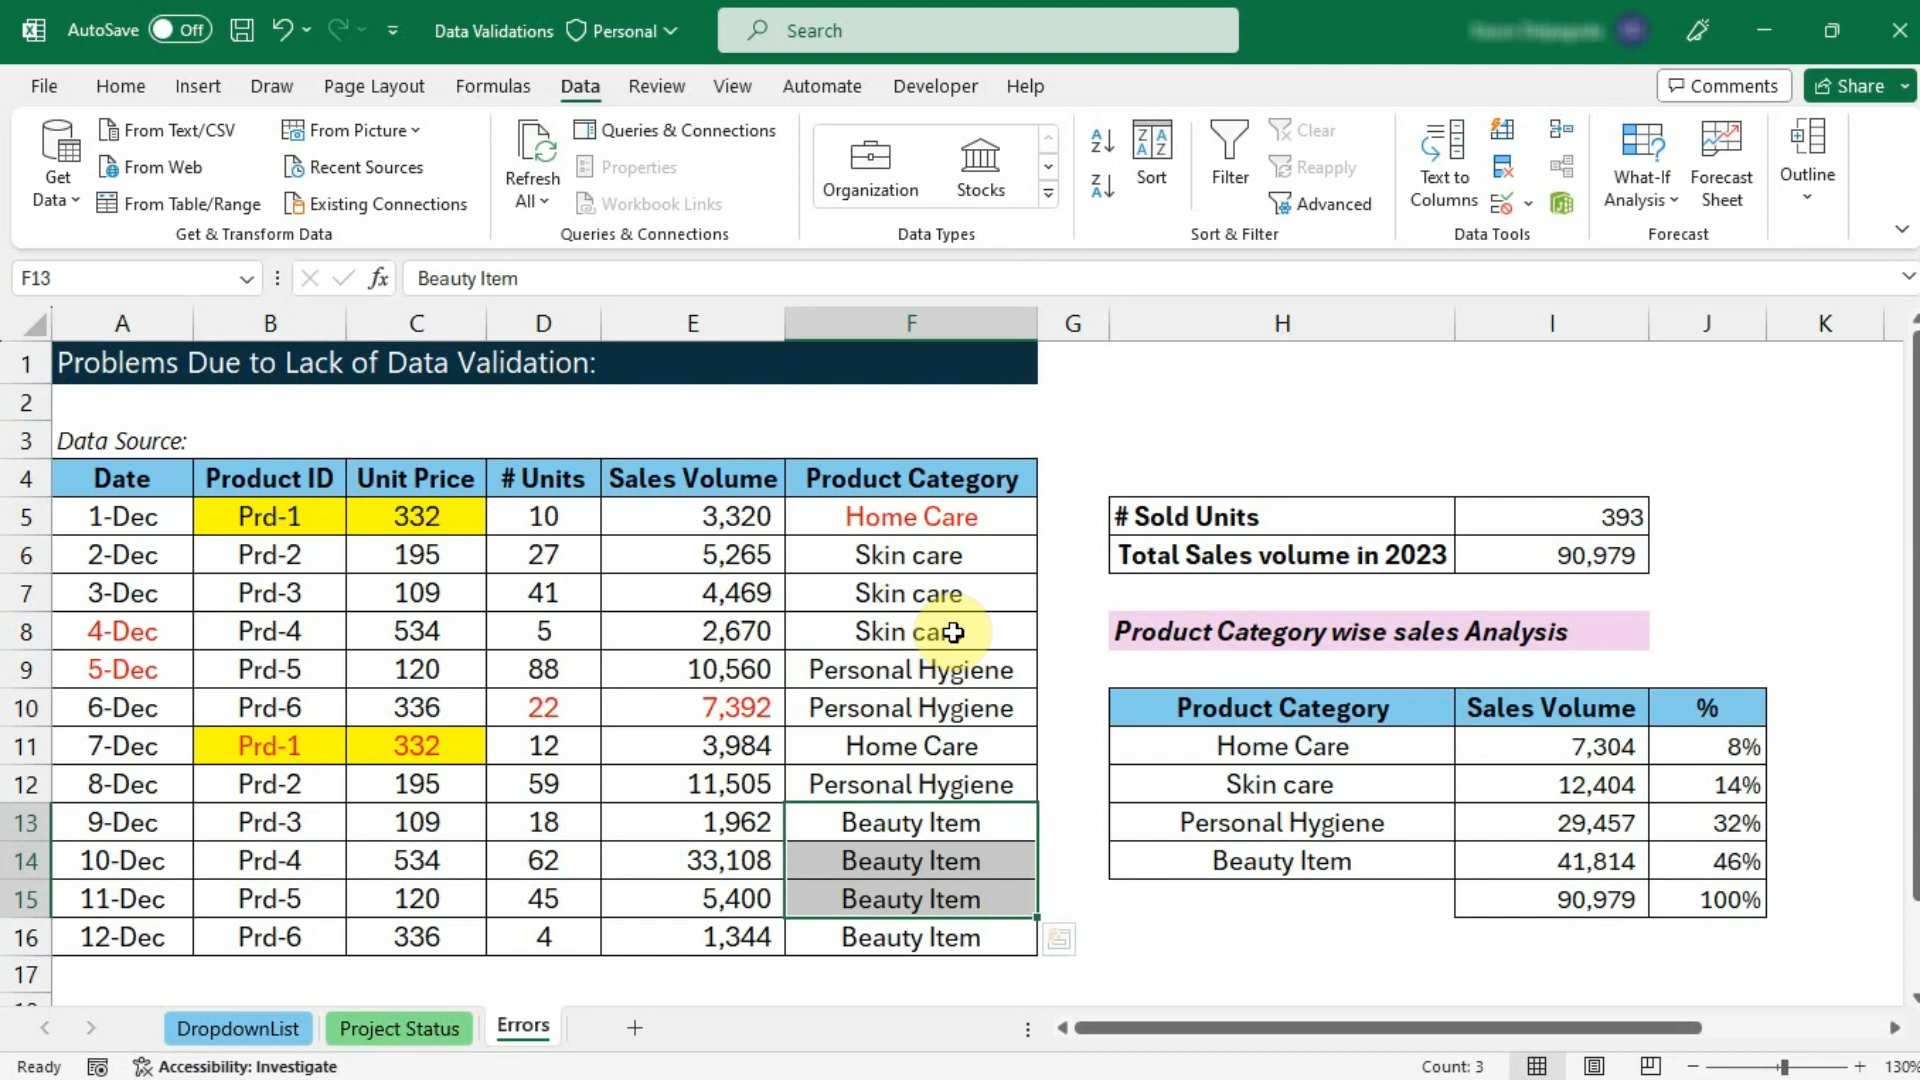 AutoSave Off Data Validations Personal Search
File Home Insert Draw Page Layout Formulas Data Review View Automate Developer Help Comments Share
Get Data From Text/CSV From Web From Table/Range From Picture Recent Sources Existing Connections
Get & Transform Data
Refresh All Queries & Connections Properties Workbook Links
Queries & Connections
Organization Stocks
Data Types
Sort Filter Clear Reapply Advanced
Sort & Filter
Text to Columns
Data Tools
What-If Analysis Forecast Sheet
Forecast
Outline
F13 fx Beauty Item
A B C D E F G H I J K
1 Problems Due to Lack of Data Validation:
2
3 Data Source:
4 Date Product ID Unit Price # Units Sales Volume Product Category
5 1-Dec Prd-1 332 10 3,320 Home Care # Sold Units 393
6 2-Dec Prd-2 195 27 5,265 Skin care Total Sales volume in 2023 90,979
7 3-Dec Prd-3 109 41 4,469 Skin care
8 4-Dec Prd-4 534 5 2,670 Skin care Product Category wise sales Analysis
9 5-Dec Prd-5 120 88 10,560 Personal Hygiene
10 6-Dec Prd-6 336 22 7,392 Personal Hygiene Product Category Sales Volume %
11 7-Dec Prd-1 332 12 3,984 Home Care Home Care 7,304 8%
12 8-Dec Prd-2 195 59 11,505 Personal Hygiene Skin care 12,404 14%
13 9-Dec Prd-3 109 18 1,962 Beauty Item Personal Hygiene 29,457 32%
14 10-Dec Prd-4 534 62 33,108 Beauty Item Beauty Item 41,814 46%
15 11-Dec Prd-5 120 45 5,400 Beauty Item 90,979 100%
16 12-Dec Prd-6 336 4 1,344 Beauty Item
17
DropdownList Project Status Errors
Ready Accessibility: Investigate Count: 3 130%